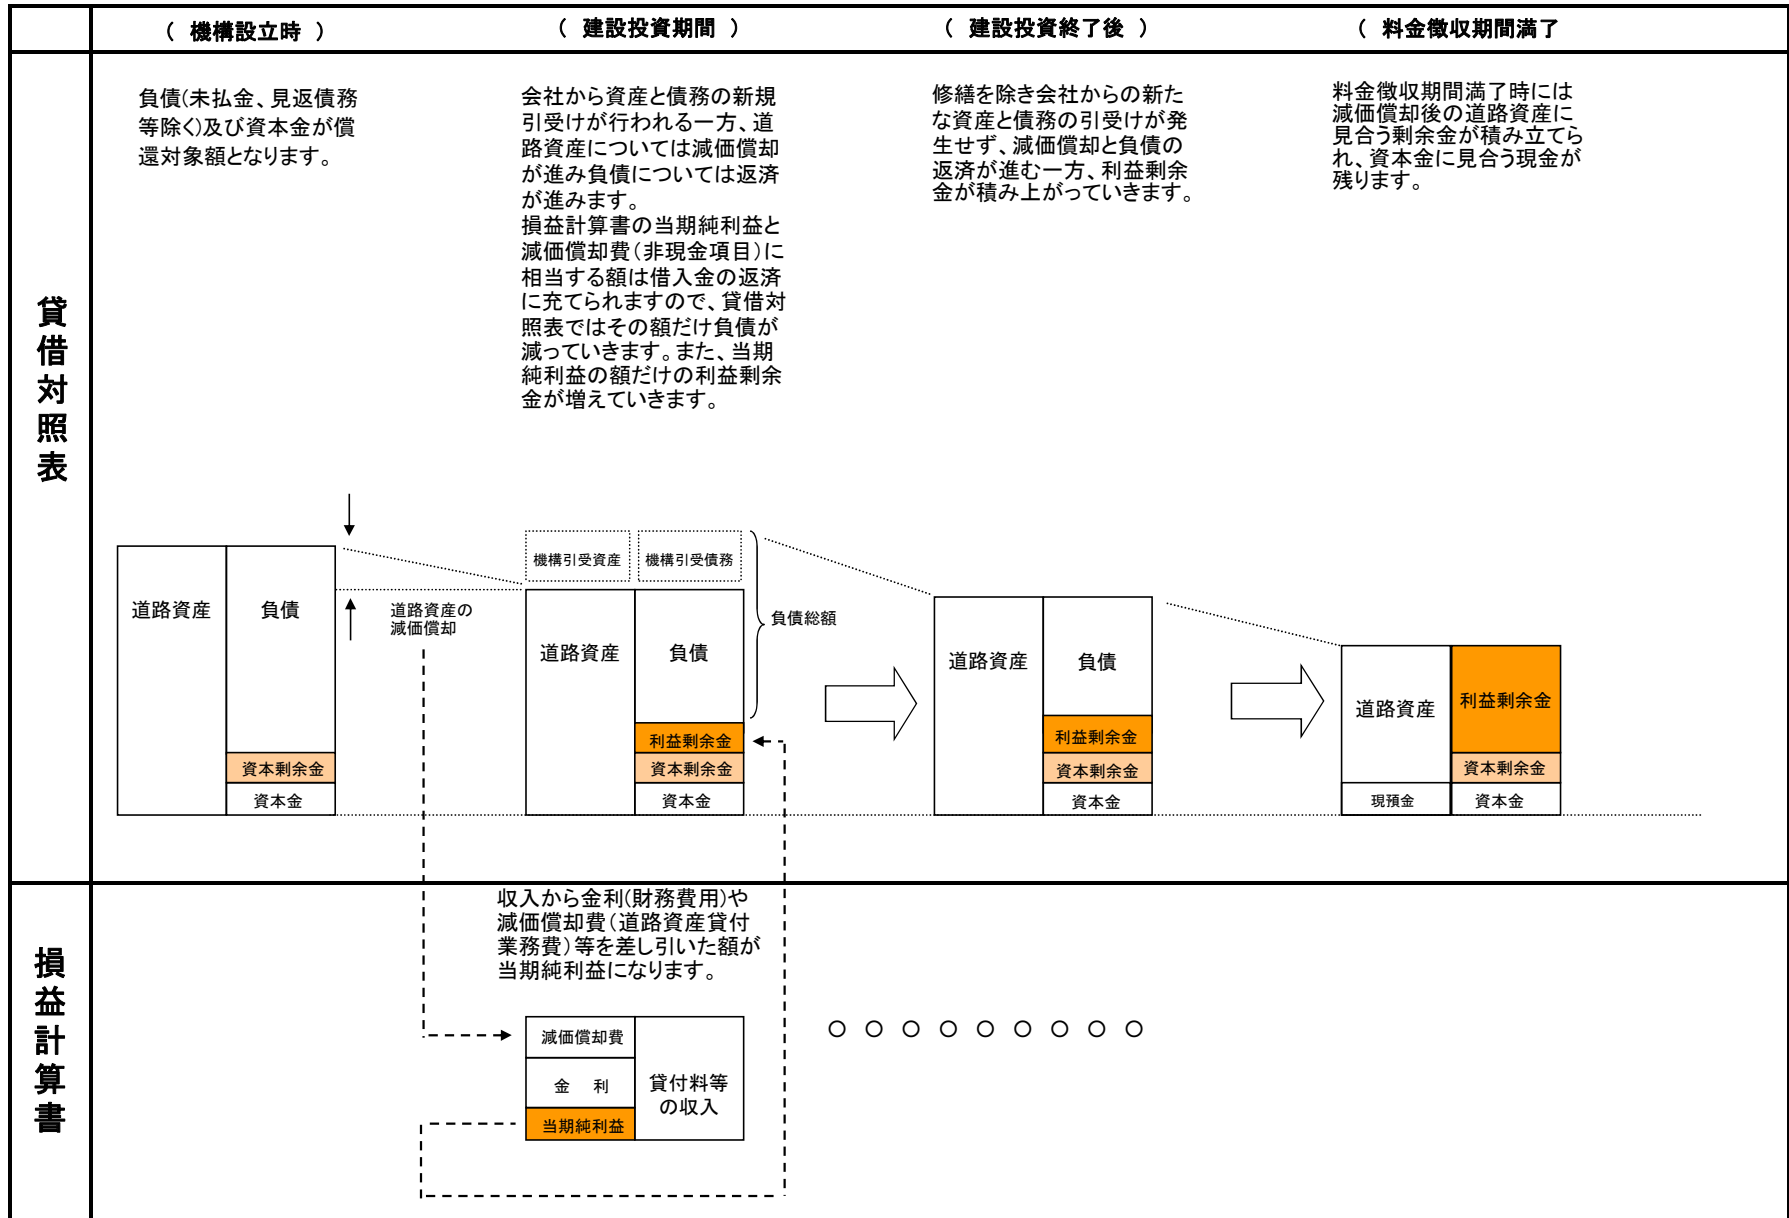 （ 機構設立時 ）
（ 建設投資期間 ）
（ 建設投資終了後 ）
（ 料金徴収期間満了
貸借対照表
負債(未払金、見返債務
等除く)及び資本金が償
還対象額となります。
会社から資産と債務の新規
引受けが行われる一方、道
路資産については減価償却
が進み負債については返済
が進みます。
損益計算書の当期純利益と
減価償却費(非現金項目)に
相当する額は借入金の返済
に充てられますので、貸借対
照表ではその額だけ負債が
減っていきます。また、当期
純利益の額だけの利益剰余
金が増えていきます。
修繕を除き会社からの新た
な資産と債務の引受けが発
生せず、減価償却と負債の
返済が進む一方、利益剰余
金が積み上がっていきます。
料金徴収期間満了時には
減価償却後の道路資産に
見合う剰余金が積み立てら
れ、資本金に見合う現金が
残ります。
道路資産
負債
資本剰余金
資本金
道路資産の
減価償却
機構引受資産
機構引受債務
道路資産
負債
利益剰余金
資本剰余金
資本金
負債総額
道路資産
負債
利益剰余金
資本剰余金
資本金
道路資産
現預金
利益剰余金
資本剰余金
資本金
損益計算書
収入から金利(財務費用)や
減価償却費(道路資産貸付
業務費)等を差し引いた額が
当期純利益になります。
減価償却費
金 利
当期純利益
貸付料等
の収入
○ ○ ○ ○ ○ ○ ○ ○ ○